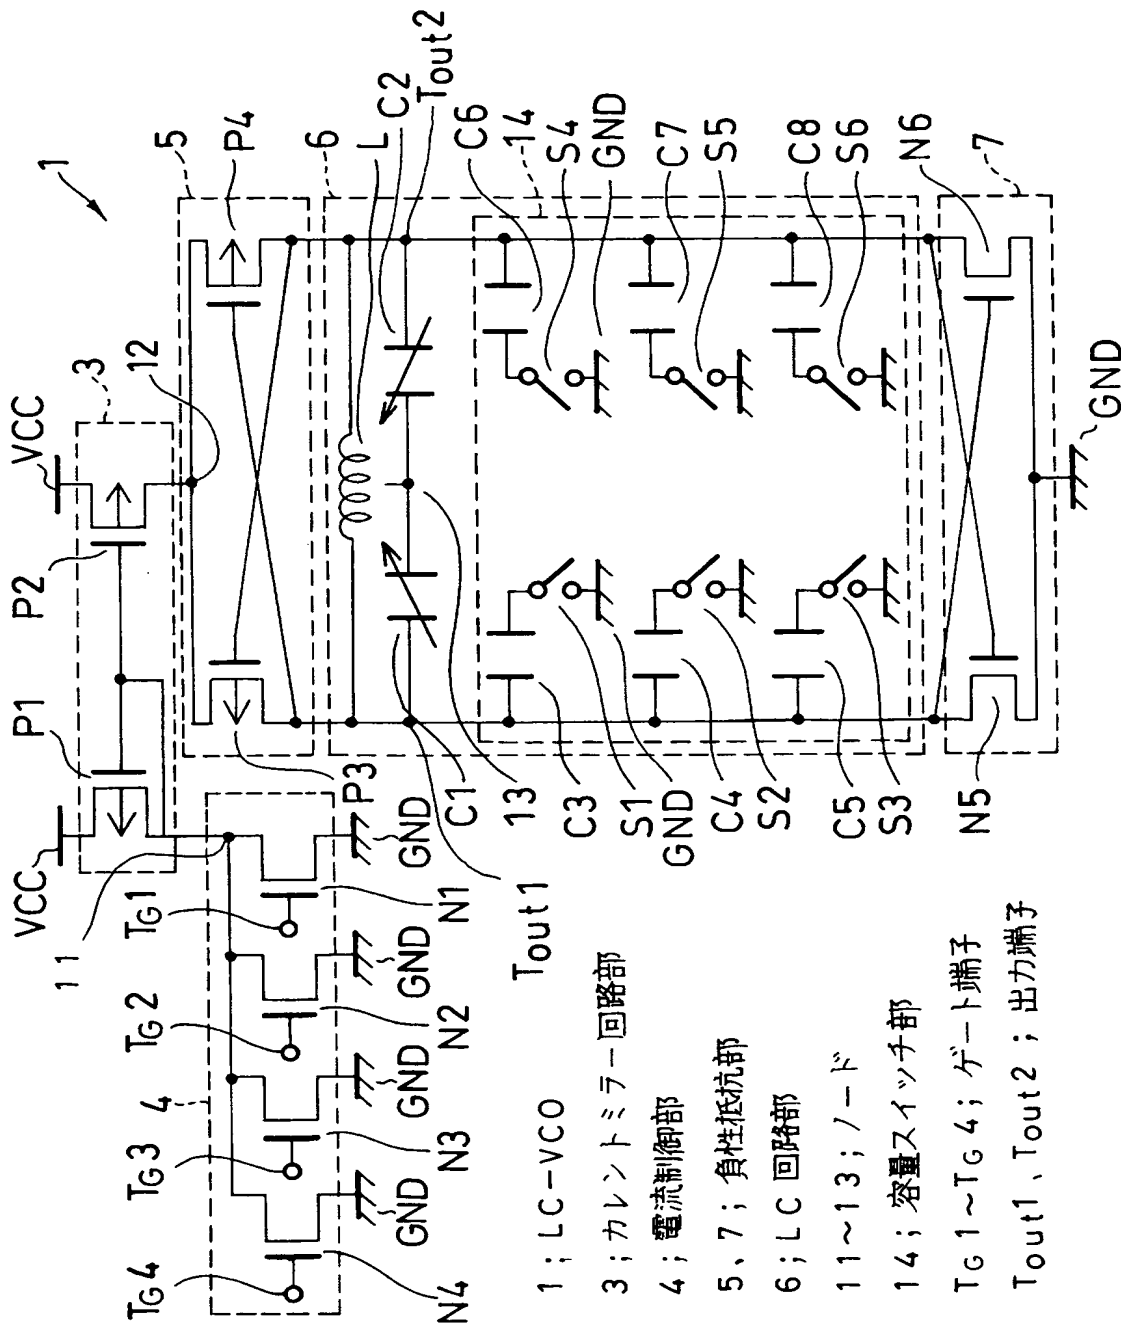 1
VCC
VCC
P1
P2
3
12
11
5
P4
P3
TG1
TG2
TG3
TG4
4
N1
N2
N3
N4
GND
GND
GND
GND
6
L
C2
Tout2
C1
13
Tout1
14
C6
S4
GND
C7
S5
C8
S6
C3
S1
GND
C4
S2
C5
S3
N6
7
N5
GND
1；LC-VCO
3；カレントミラー回路部
4；電流制御部
5、7；負性抵抗部
6；LC回路部
11~13；ノード
14；容量スイッチ部
TG1~TG4；ゲート端子
Tout1、Tout2；出力端子